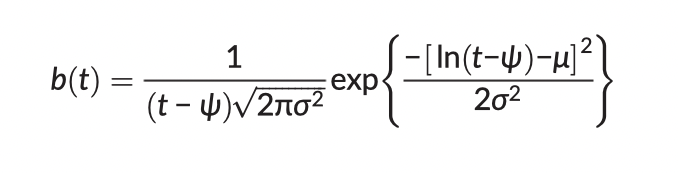 b(t) = 1 / (t − ψ)√2πσ² exp{ −[ln(t−ψ)−μ]² / 2σ² }